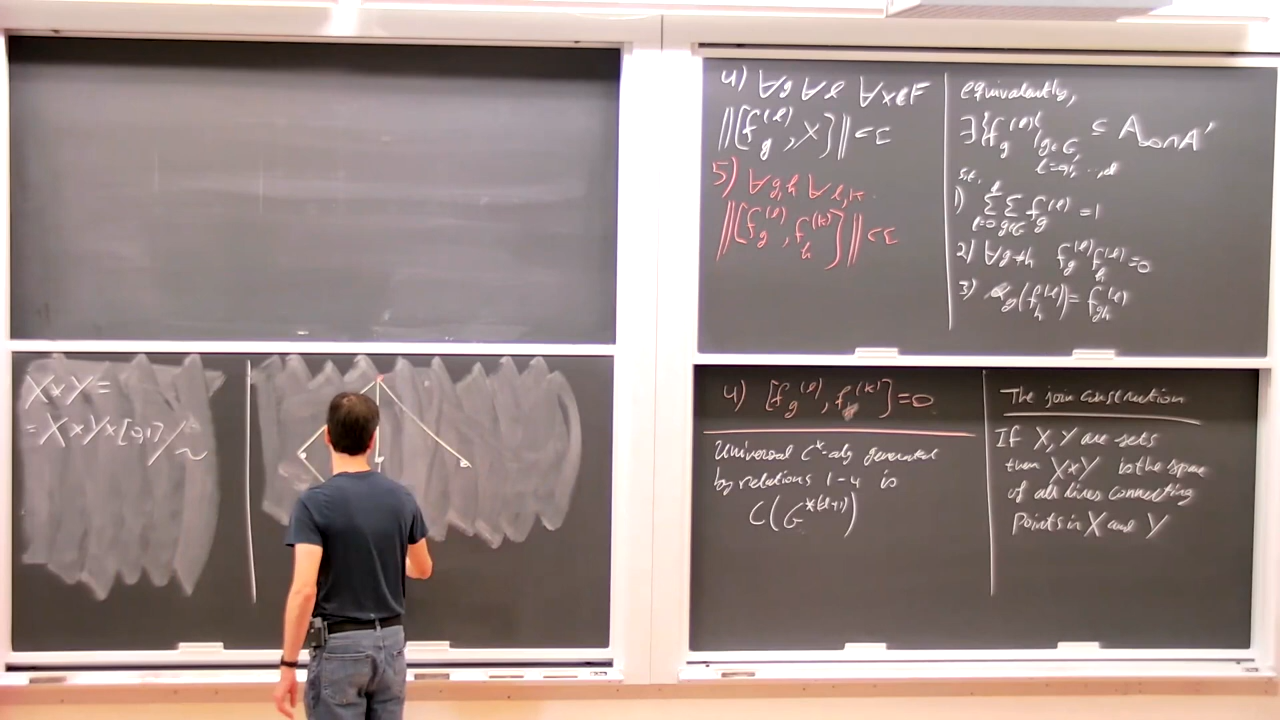 4) ∀g ∀l ∀x∈F
‖[f_g^(l), x]‖ < ε
5) ∀g,h ∀l,k
‖[f_g^(l), f_h^(k)]‖ < ε
equivalently,
∃{f_g^(l)}_{g∈G, l=0,...,d} ⊆ A_∞∩A'
s.t.
1) Σ_{l=0}^d Σ_{g∈G} f_g^(l) = 1
2) ∀g≠h f_g^(l) f_h^(l) = 0
3) α_g(f_h^(l)) = f_gh^(l)
4) [f_g^(l), f_h^(k)] = 0
Universal C*-alg generated
by relations 1-4 is
C(G^{*(d+1)})
The join construction
If X, Y are sets
then X*Y is the space
of all lines connecting
points in X and Y
X*Y =
= X×Y×[0,1]/~